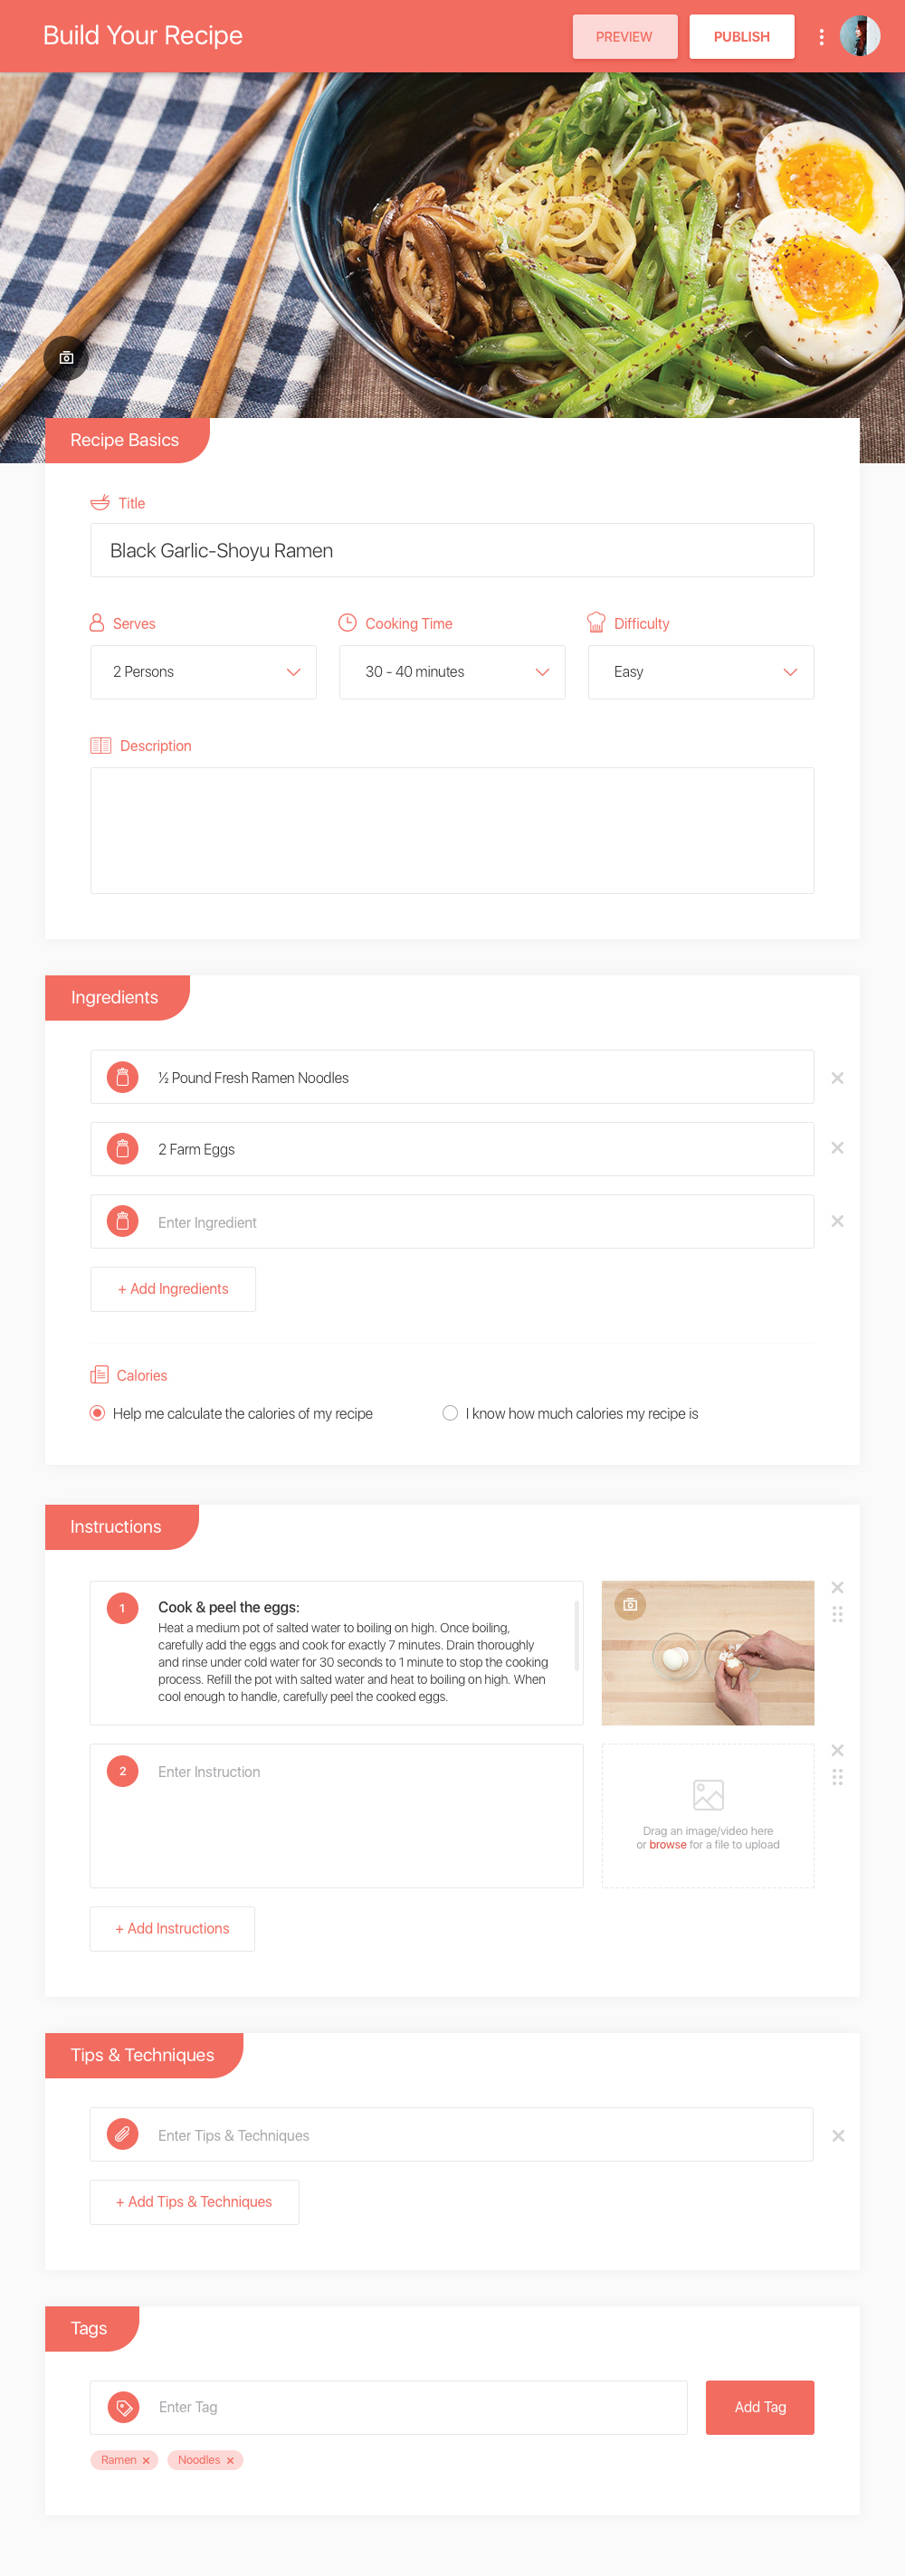 Build Your Recipe
PREVIEW
PUBLISH
Recipe Basics
Title
Black Garlic-Shoyu Ramen
Serves
Cooking Time
Difficulty
2 Persons
30 - 40 minutes
Easy
Description
Ingredients
½ Pound Fresh Ramen Noodles
2 Farm Eggs
Enter Ingredient
+ Add Ingredients
Calories
Help me calculate the calories of my recipe
I know how much calories my recipe is
Instructions
1
Cook & peel the eggs:
Heat a medium pot of salted water to boiling on high. Once boiling,
carefully add the eggs and cook for exactly 7 minutes. Drain thoroughly
and rinse under cold water for 30 seconds to 1 minute to stop the cooking
process. Refill the pot with salted water and heat to boiling on high. When
cool enough to handle, carefully peel the cooked eggs.
2
Enter Instruction
Drag an image/video here
or browse for a file to upload
+ Add Instructions
Tips & Techniques
Enter Tips & Techniques
+ Add Tips & Techniques
Tags
Enter Tag
Add Tag
Ramen ×
Noodles ×